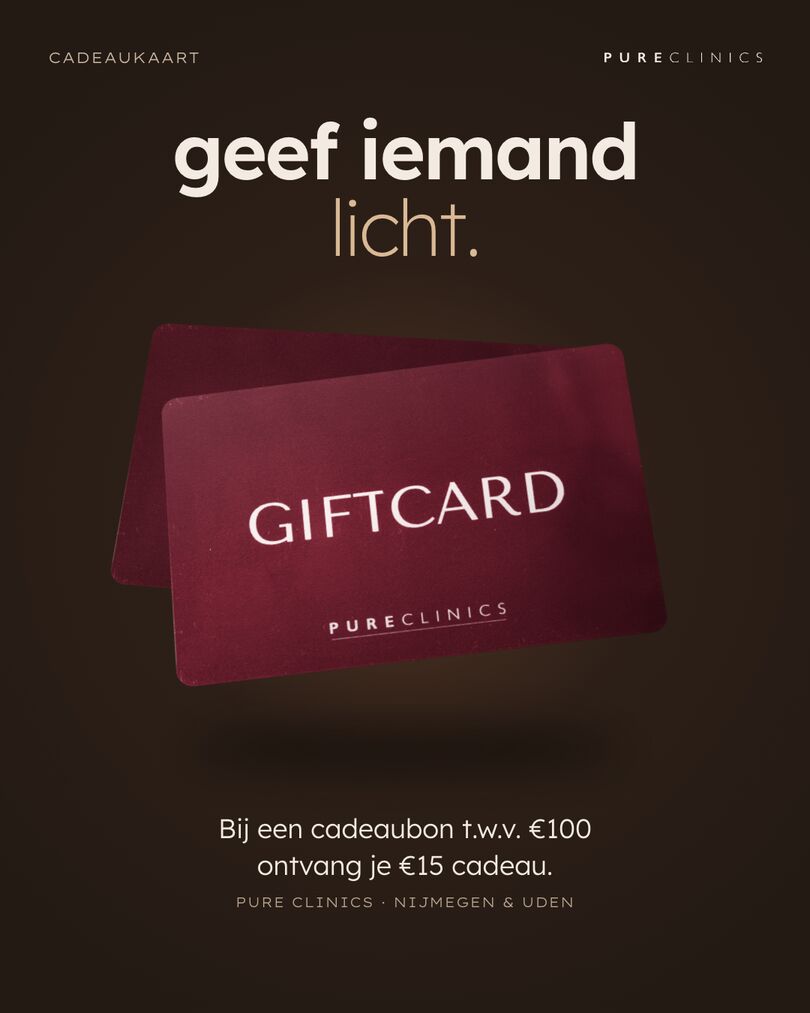 CADEAUKAART
PURECLINICS
geef iemand
licht.
GIFTCARD
PURECLINICS
Bij een cadeaubon t.w.v. €100
ontvang je €15 cadeau.
PURE CLINICS · NIJMEGEN & UDEN